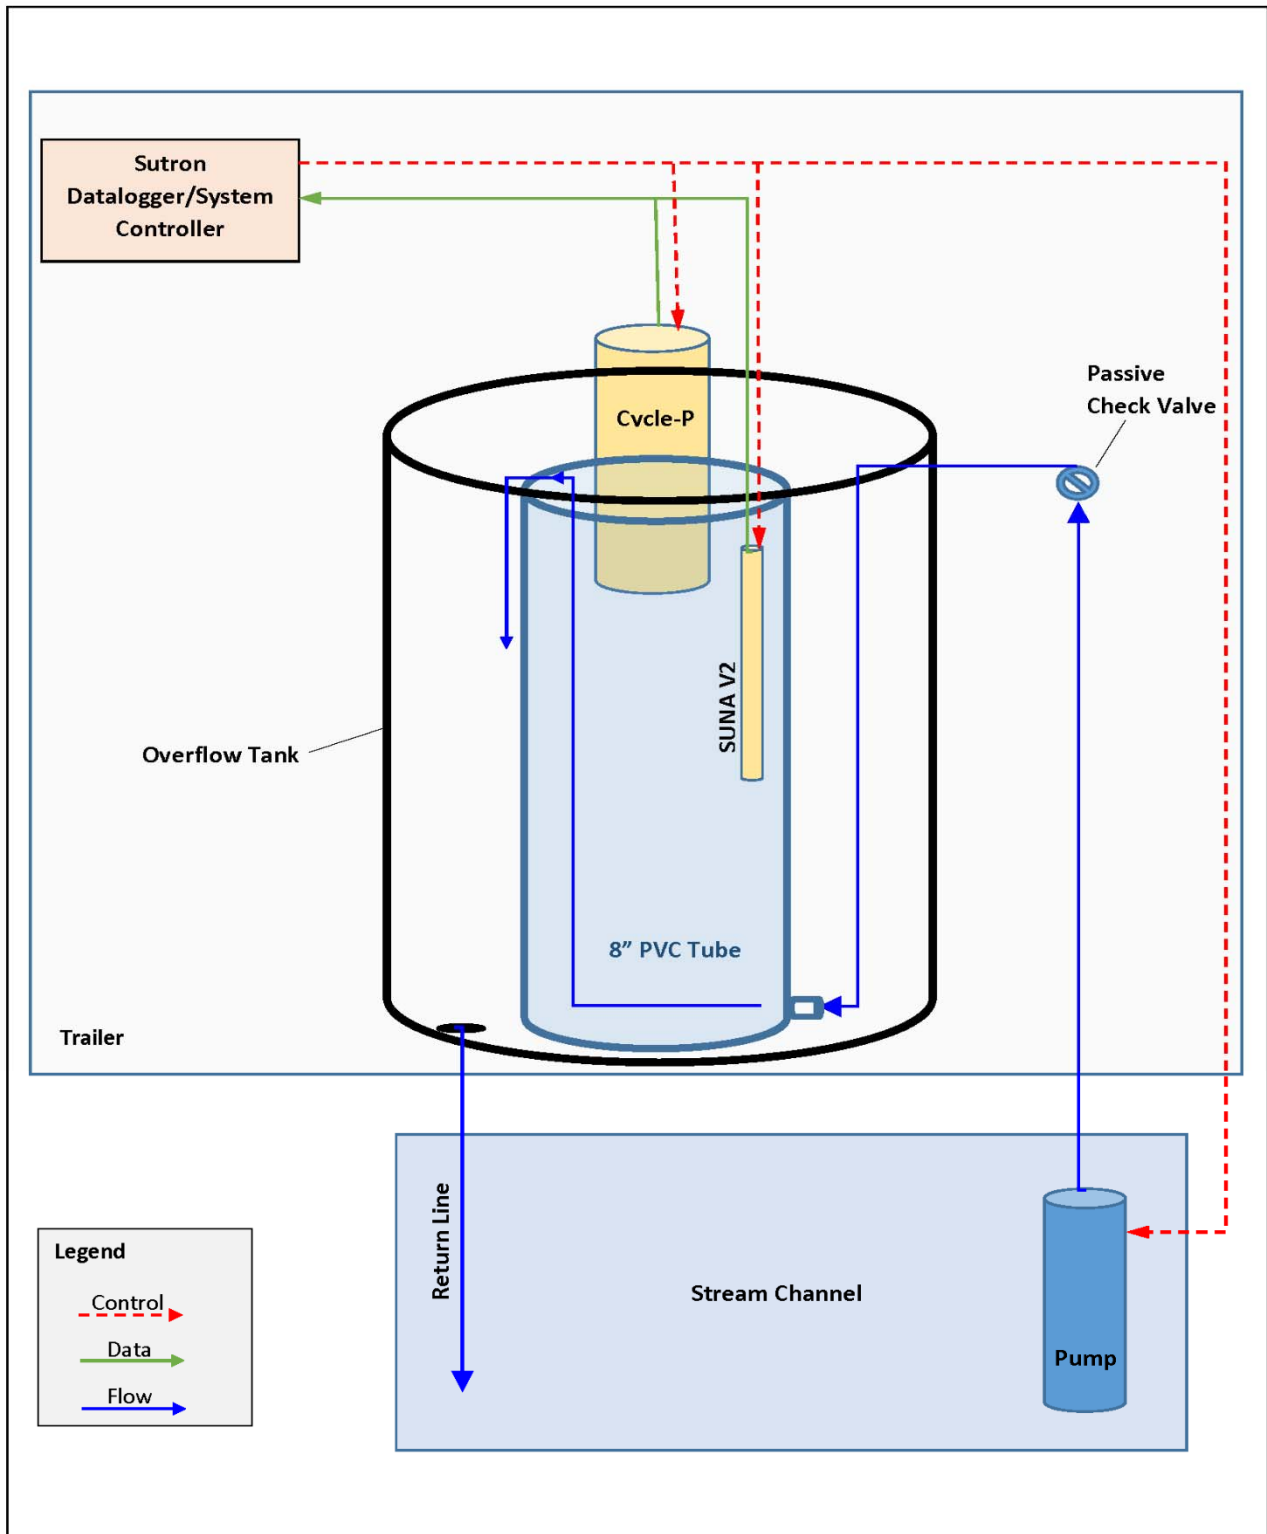 Sutron
Datalogger/System
Controller
Passive
Check Valve
Cvcle-P
SUNA V2
Overflow Tank
8” PVC Tube
Trailer
Return Line
Stream Channel
Pump
Legend
Control
Data
Flow